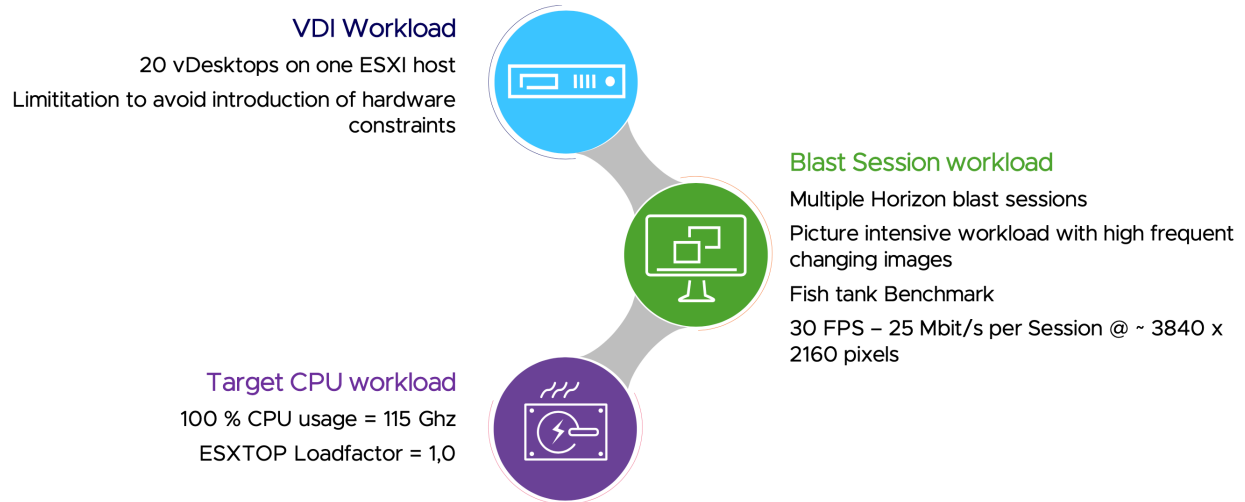 VDI Workload
20 vDesktops on one ESXI host
Limititation to avoid introduction of hardware
constraints
Blast Session workload
Multiple Horizon blast sessions
Picture intensive workload with high frequent
changing images
Fish tank Benchmark
30 FPS – 25 Mbit/s per Session @ ~ 3840 x
2160 pixels
Target CPU workload
100 % CPU usage = 115 Ghz
ESXTOP Loadfactor = 1,0